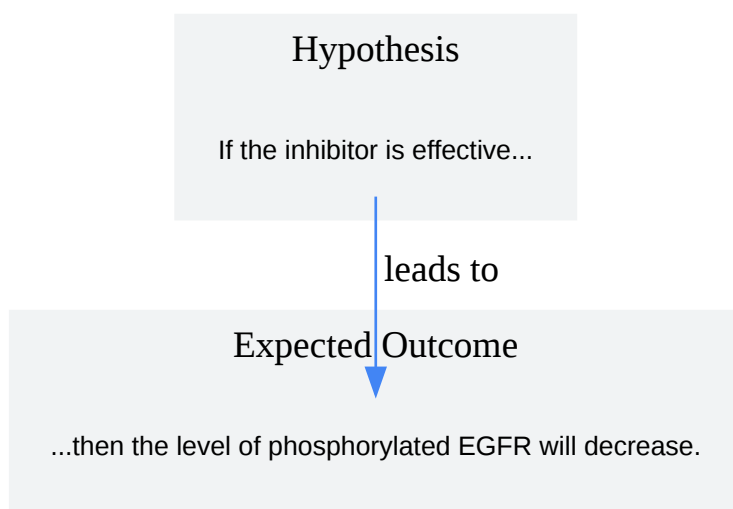 Hypothesis
If the inhibitor is effective...
leads to
Expected Outcome
...then the level of phosphorylated EGFR will decrease.